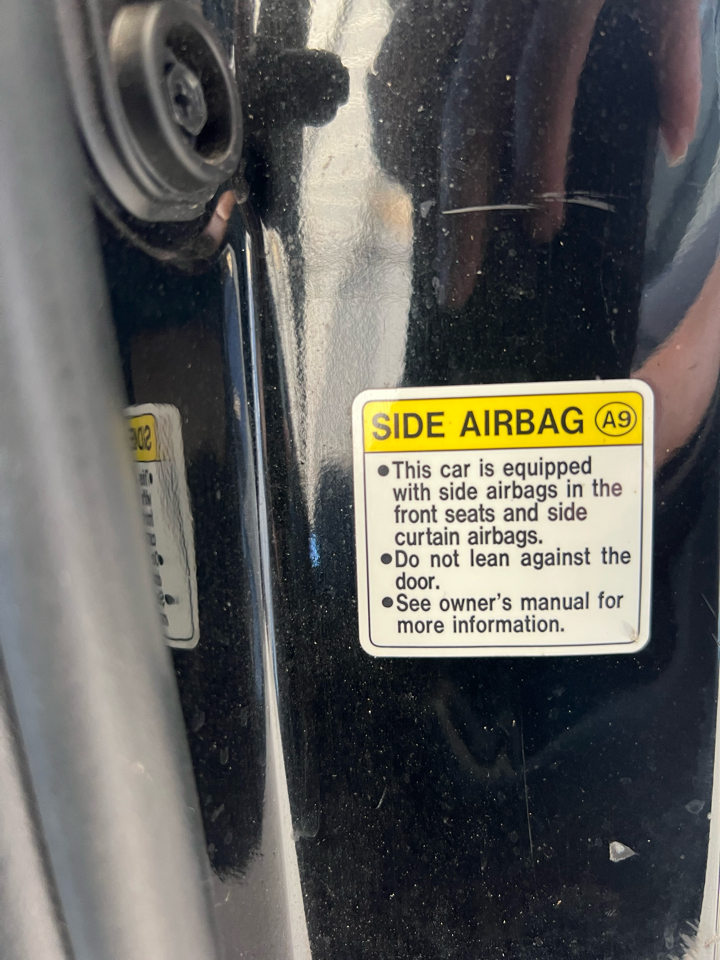 SIDE AIRBAG A9
●This car is equipped
with side airbags in the
front seats and side
curtain airbags.
●Do not lean against the
door.
●See owner's manual for
more information.